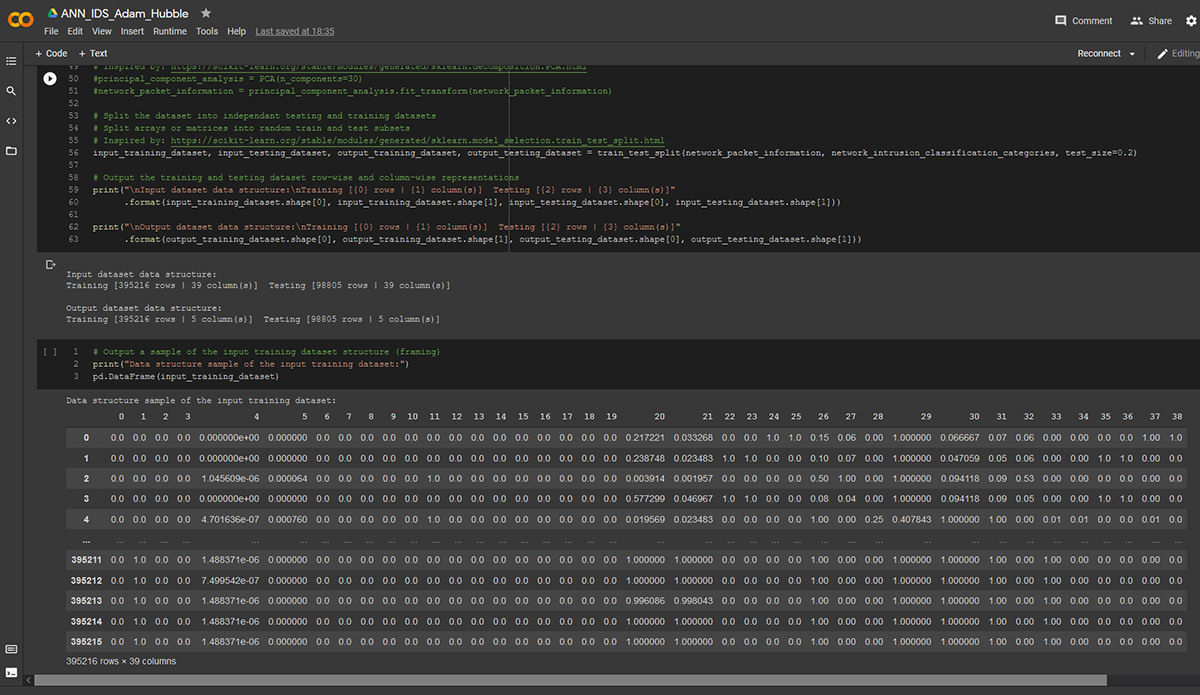 ANN_IDS_Adam_Hubble
File Edit View Insert Runtime Tools Help Last saved at 18:35
Comment Share
+ Code + Text
Reconnect Editing
49 # Inspired by: https://scikit-learn.org/stable/modules/generated/sklearn.decomposition.PCA.html
50 #principal_component_analysis = PCA(n_components=30)
51 #network_packet_information = principal_component_analysis.fit_transform(network_packet_information)
52
53 # Split the dataset into independant testing and training datasets
54 # Split arrays or matrices into random train and test subsets
55 # Inspired by: https://scikit-learn.org/stable/modules/generated/sklearn.model_selection.train_test_split.html
56 input_training_dataset, input_testing_dataset, output_training_dataset, output_testing_dataset = train_test_split(network_packet_information, network_intrusion_classification_categories, test_size=0.2)
57
58 # Output the training and testing dataset row-wise and column-wise representations
59 print("\nInput dataset data structure:\nTraining [{0} rows | {1} column(s)]  Testing [{2} rows | {3} column(s)]"
60 .format(input_training_dataset.shape[0], input_training_dataset.shape[1], input_testing_dataset.shape[0], input_testing_dataset.shape[1]))
61
62 print("\nOutput dataset data structure:\nTraining [{0} rows | {1} column(s)]  Testing [{2} rows | {3} column(s)]"
63 .format(output_training_dataset.shape[0], output_training_dataset.shape[1], output_testing_dataset.shape[0], output_testing_dataset.shape[1]))
Input dataset data structure:
Training [395216 rows | 39 column(s)]  Testing [98805 rows | 39 column(s)]
Output dataset data structure:
Training [395216 rows | 5 column(s)]  Testing [98805 rows | 5 column(s)]
[ ] 1 # Output a sample of the input training dataset structure (framing)
2 print("Data structure sample of the input training dataset:")
3 pd.DataFrame(input_training_dataset)
Data structure sample of the input training dataset:
0 1 2 3 4 5 6 7 8 9 10 11 12 13 14 15 16 17 18 19 20 21 22 23 24 25 26 27 28 29 30 31 32 33 34 35 36 37 38
0 0.0 0.0 0.0 0.0 0.000000e+00 0.000000 0.0 0.0 0.0 0.0 0.0 0.0 0.0 0.0 0.0 0.0 0.0 0.0 0.0 0.0 0.217221 0.033268 0.0 0.0 1.0 1.0 0.15 0.06 0.00 1.000000 0.066667 0.07 0.06 0.00 0.00 0.0 0.0 1.00 1.0
1 0.0 0.0 0.0 0.0 0.000000e+00 0.000000 0.0 0.0 0.0 0.0 0.0 0.0 0.0 0.0 0.0 0.0 0.0 0.0 0.0 0.0 0.238748 0.023483 1.0 1.0 0.0 0.0 0.10 0.07 0.00 1.000000 0.047059 0.05 0.06 0.00 0.00 1.0 1.0 0.00 0.0
2 0.0 0.0 0.0 0.0 1.045609e-06 0.000064 0.0 0.0 0.0 0.0 0.0 1.0 0.0 0.0 0.0 0.0 0.0 0.0 0.0 0.0 0.003914 0.001957 0.0 0.0 0.0 0.0 0.50 1.00 0.00 1.000000 0.094118 0.09 0.53 0.00 0.00 0.0 0.0 0.00 0.0
3 0.0 0.0 0.0 0.0 0.000000e+00 0.000000 0.0 0.0 0.0 0.0 0.0 0.0 0.0 0.0 0.0 0.0 0.0 0.0 0.0 0.0 0.577299 0.046967 1.0 1.0 0.0 0.0 0.08 0.04 0.00 1.000000 0.094118 0.09 0.05 0.00 0.00 1.0 1.0 0.00 0.0
4 0.0 0.0 0.0 0.0 4.701636e-07 0.000760 0.0 0.0 0.0 0.0 0.0 1.0 0.0 0.0 0.0 0.0 0.0 0.0 0.0 0.0 0.019569 0.023483 0.0 0.0 0.0 0.0 1.00 0.00 0.25 0.407843 1.000000 1.00 0.00 0.01 0.01 0.0 0.0 0.01 0.0
... ... ... ... ... ... ... ... ... ... ... ... ... ... ... ... ... ... ... ... ... ... ... ... ... ... ... ... ... ... ... ... ... ... ... ... ... ... ... ...
395211 0.0 1.0 0.0 0.0 1.488371e-06 0.000000 0.0 0.0 0.0 0.0 0.0 0.0 0.0 0.0 0.0 0.0 0.0 0.0 0.0 0.0 1.000000 1.000000 0.0 0.0 0.0 0.0 1.00 0.00 0.00 1.000000 1.000000 1.00 0.00 1.00 0.00 0.0 0.0 0.00 0.0
395212 0.0 1.0 0.0 0.0 7.499542e-07 0.000000 0.0 0.0 0.0 0.0 0.0 0.0 0.0 0.0 0.0 0.0 0.0 0.0 0.0 0.0 1.000000 1.000000 0.0 0.0 0.0 0.0 1.00 0.00 0.00 1.000000 1.000000 1.00 0.00 1.00 0.00 0.0 0.0 0.00 0.0
395213 0.0 1.0 0.0 0.0 1.488371e-06 0.000000 0.0 0.0 0.0 0.0 0.0 0.0 0.0 0.0 0.0 0.0 0.0 0.0 0.0 0.0 0.996086 0.998043 0.0 0.0 0.0 0.0 1.00 0.00 0.00 1.000000 1.000000 1.00 0.00 1.00 0.00 0.0 0.0 0.00 0.0
395214 0.0 1.0 0.0 0.0 1.488371e-06 0.000000 0.0 0.0 0.0 0.0 0.0 0.0 0.0 0.0 0.0 0.0 0.0 0.0 0.0 0.0 1.000000 1.000000 0.0 0.0 0.0 0.0 1.00 0.00 0.00 1.000000 1.000000 1.00 0.00 1.00 0.00 0.0 0.0 0.00 0.0
395215 0.0 1.0 0.0 0.0 1.488371e-06 0.000000 0.0 0.0 0.0 0.0 0.0 0.0 0.0 0.0 0.0 0.0 0.0 0.0 0.0 0.0 1.000000 1.000000 0.0 0.0 0.0 0.0 1.00 0.00 0.00 1.000000 1.000000 1.00 0.00 1.00 0.00 0.0 0.0 0.00 0.0
395216 rows × 39 columns